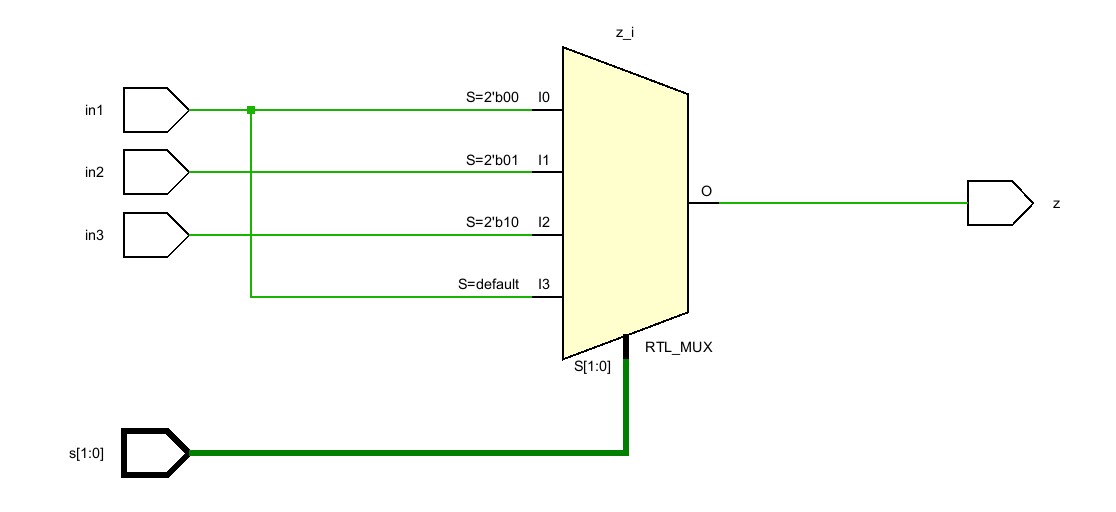 z_i
in1
S=2'b00 I0
in2
S=2'b01 I1
in3
S=2'b10 I2
S=default I3
O
z
RTL_MUX
S[1:0]
s[1:0]